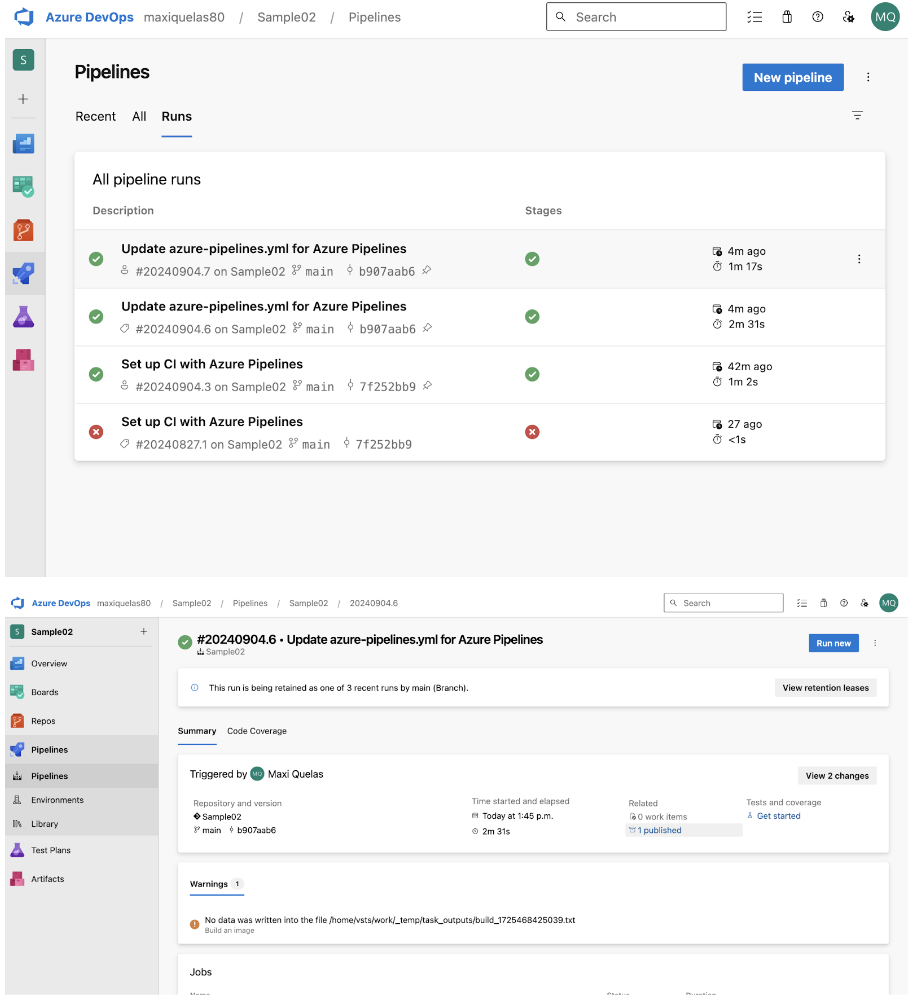 Azure DevOps maxiquelas80 / Sample02 / Pipelines Search MQ
S
Pipelines New pipeline
Recent All Runs
All pipeline runs
Description Stages
Update azure-pipelines.yml for Azure Pipelines
#20240904.7 on Sample02 main b907aab6
4m ago
1m 17s
Update azure-pipelines.yml for Azure Pipelines
#20240904.6 on Sample02 main b907aab6
4m ago
2m 31s
Set up CI with Azure Pipelines
#20240904.3 on Sample02 main 7f252bb9
42m ago
1m 2s
Set up CI with Azure Pipelines
#20240827.1 on Sample02 main 7f252bb9
27 ago
<1s
Azure DevOps maxiquelas80 / Sample02 / Pipelines / Sample02 / 20240904.6 Search MQ
S Sample02
Overview
Boards
Repos
Pipelines
Pipelines
Environments
Library
Test Plans
Artifacts
#20240904.6 • Update azure-pipelines.yml for Azure Pipelines Run new
Sample02
This run is being retained as one of 3 recent runs by main (Branch). View retention leases
Summary Code Coverage
Triggered by MQ Maxi Quelas View 2 changes
Repository and version
Sample02
main b907aab6
Time started and elapsed
Today at 1:45 p.m.
2m 31s
Related
0 work items
1 published
Tests and coverage
Get started
Warnings 1
No data was written into the file /home/vsts/work/_temp/task_outputs/build_1725468425039.txt
Build an image
Jobs
Name Status Duration